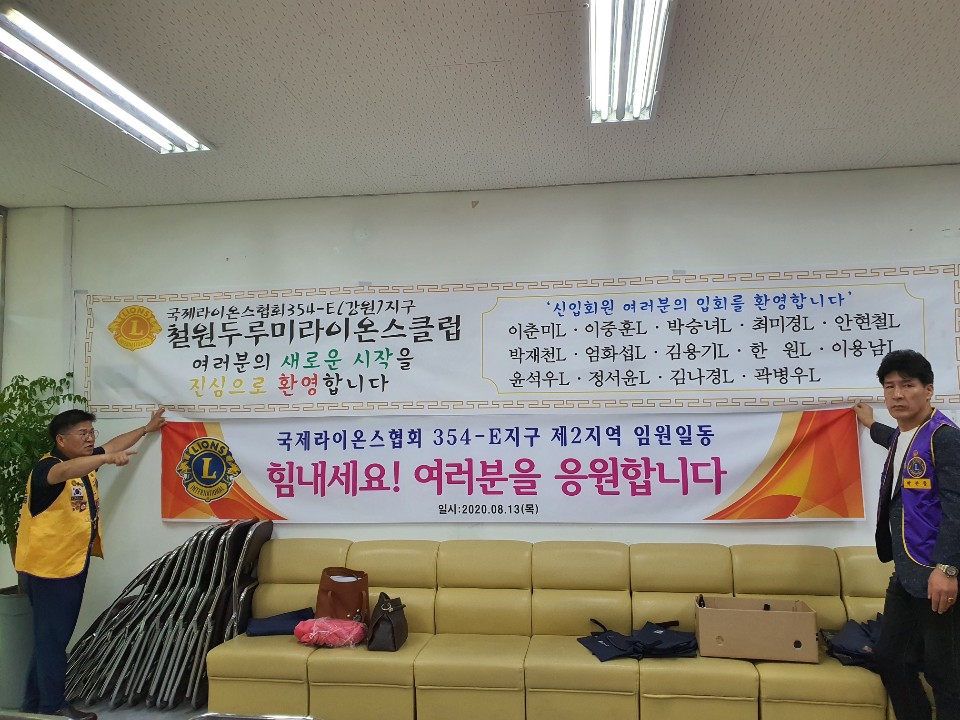 국제라이온스협회354-E(강원)지구
철원두루미라이온스클럽
여러분의 새로운 시작을
진심으로 환영합니다
'신입회원 여러분의 입회를 환영합니다'
이춘미L · 이중훈L · 박승녀L · 최미경L · 안현철L
박재천L · 엄화섭L · 김용기L · 한 원L · 이용남L
윤석우L · 정서윤L · 김나경L · 곽병우L
LIONS
L
국제라이온스협회 354-E지구 제2지역 임원일동
힘내세요! 여러분을 응원합니다
일시:2020.08.13(목)
LIONS
L
INTERNATIONAL